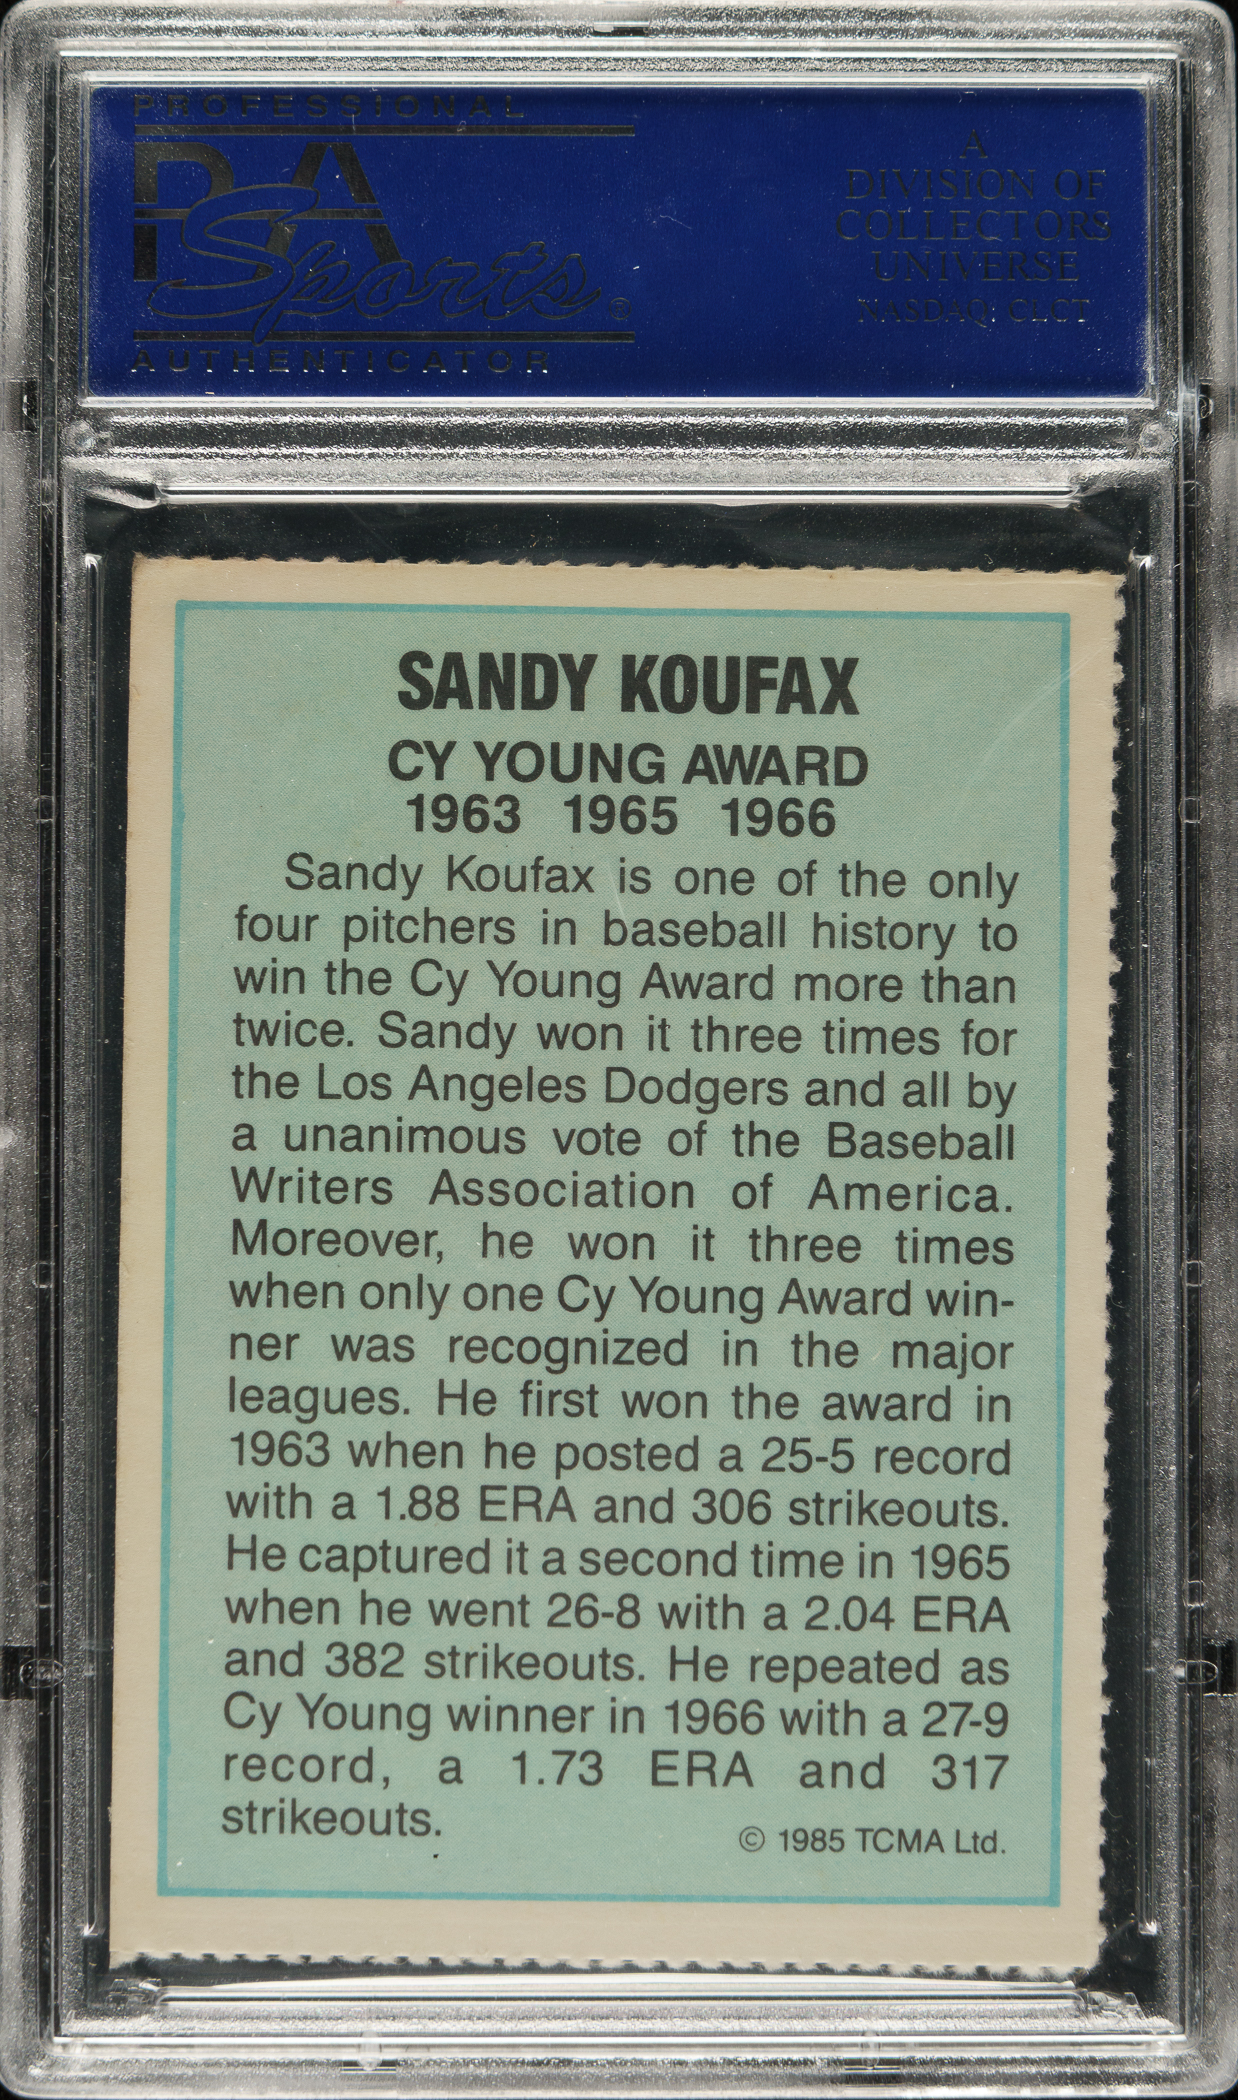 PROFESSIONAL
PSA
Sports®
AUTHENTICATOR
A
DIVISION OF
COLLECTORS
UNIVERSE
NASDAQ: CLCT
SANDY KOUFAX
CY YOUNG AWARD
1963 1965 1966
Sandy Koufax is one of the only
four pitchers in baseball history to
win the Cy Young Award more than
twice. Sandy won it three times for
the Los Angeles Dodgers and all by
a unanimous vote of the Baseball
Writers Association of America.
Moreover, he won it three times
when only one Cy Young Award win-
ner was recognized in the major
leagues. He first won the award in
1963 when he posted a 25-5 record
with a 1.88 ERA and 306 strikeouts.
He captured it a second time in 1965
when he went 26-8 with a 2.04 ERA
and 382 strikeouts. He repeated as
Cy Young winner in 1966 with a 27-9
record, a 1.73 ERA and 317
strikeouts.
© 1985 TCMA Ltd.